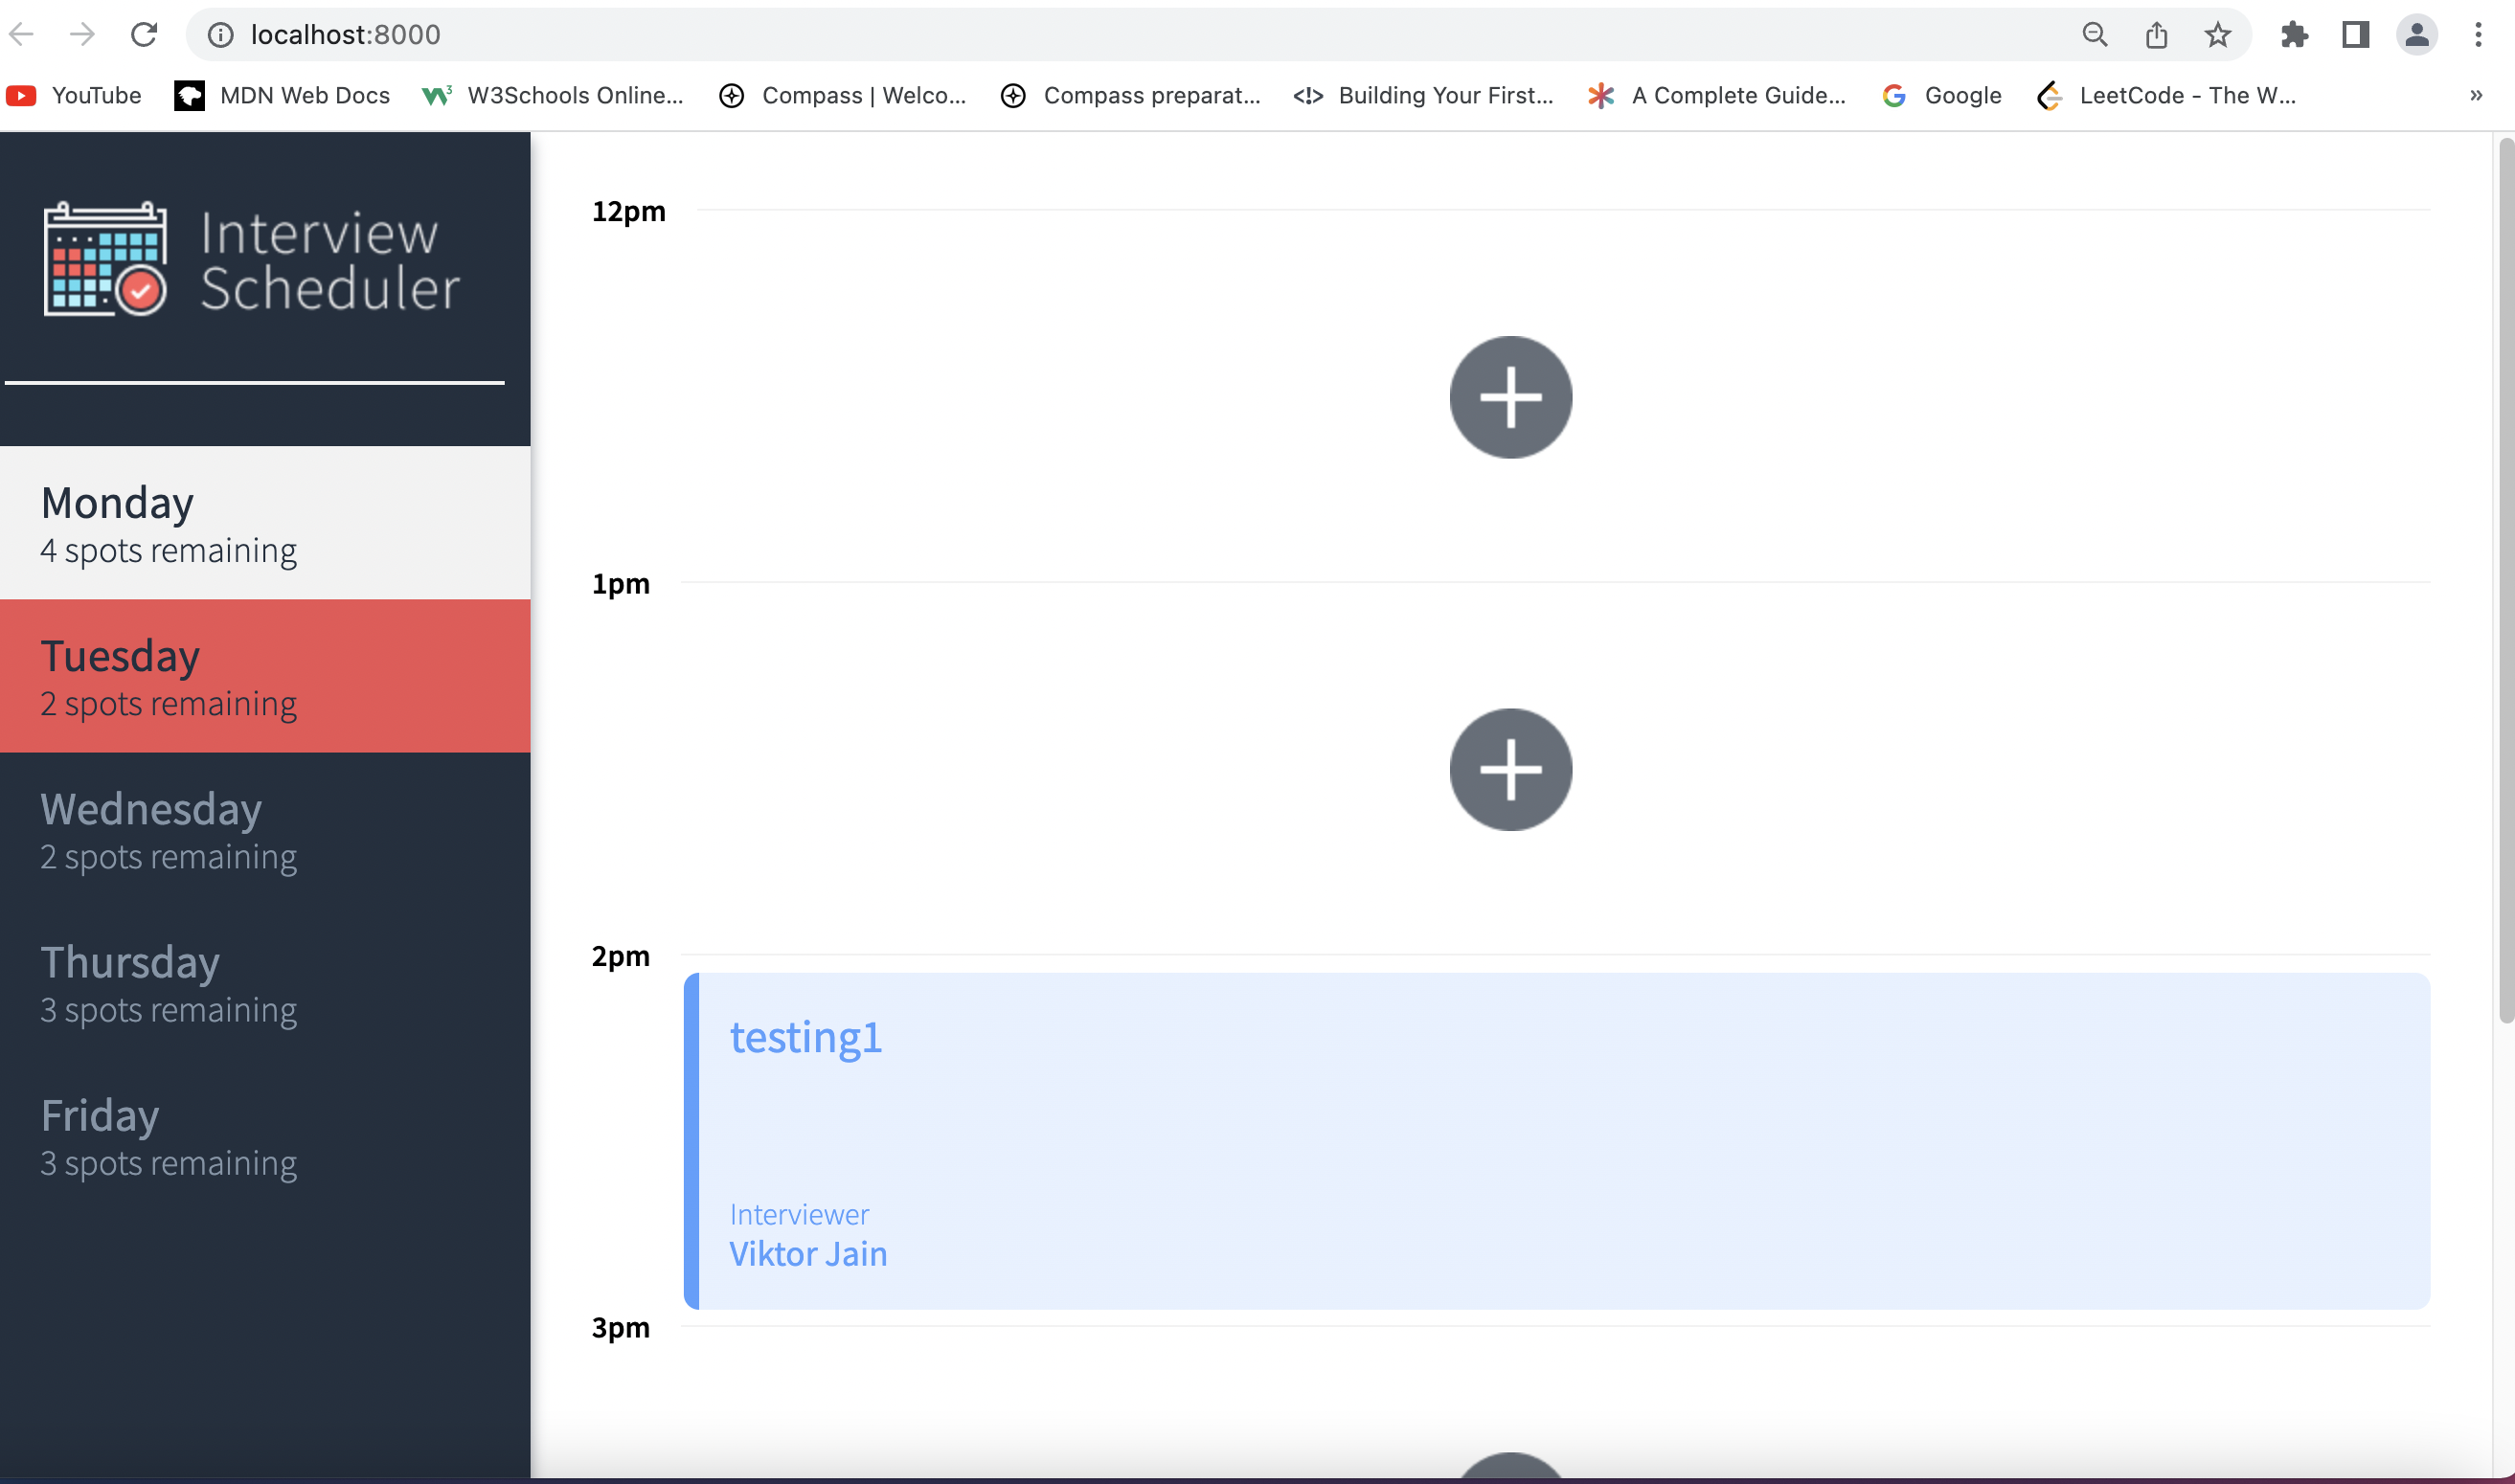 localhost:8000
YouTube
MDN Web Docs
W3Schools Online...
Compass | Welco...
Compass preparat...
Building Your First...
A Complete Guide...
Google
LeetCode - The W...
»
Interview
Scheduler
Monday
4 spots remaining
Tuesday
2 spots remaining
Wednesday
2 spots remaining
Thursday
3 spots remaining
Friday
3 spots remaining
12pm
1pm
2pm
testing1
Interviewer
Viktor Jain
3pm